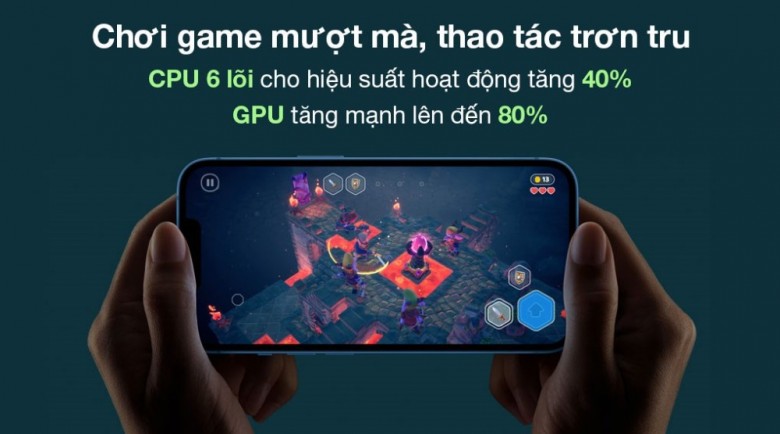 Chơi game mượt mà, thao tác trơn tru
CPU 6 lõi cho hiệu suất hoạt động tăng 40%
GPU tăng mạnh lên đến 80%
13